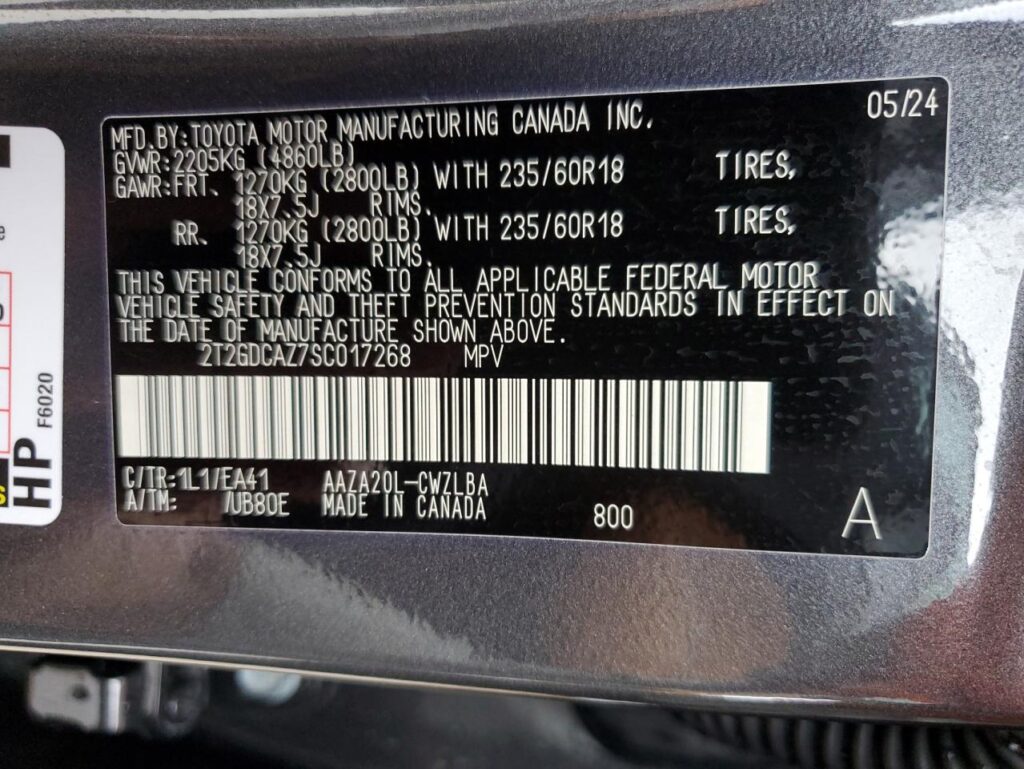 05/24
MFD.BY:TOYOTA MOTOR MANUFACTURING CANADA INC.
GVWR:2205KG (4860LB)
GAWR:FRT. 1270KG (2800LB) WITH 235/60R18 TIRES,
18X7.5J RIMS.
RR. 1270KG (2800LB) WITH 235/60R18 TIRES,
18X7.5J RIMS.
THIS VEHICLE CONFORMS TO ALL APPLICABLE FEDERAL MOTOR
VEHICLE SAFETY AND THEFT PREVENTION STANDARDS IN EFFECT ON
THE DATE OF MANUFACTURE SHOWN ABOVE.
2T2GDCAZ7SC017268 MPV
C/TR:1L1/EA41 AAZA20L-CWZLBA
A/TM: /UB80E MADE IN CANADA 800 A
HP F6020